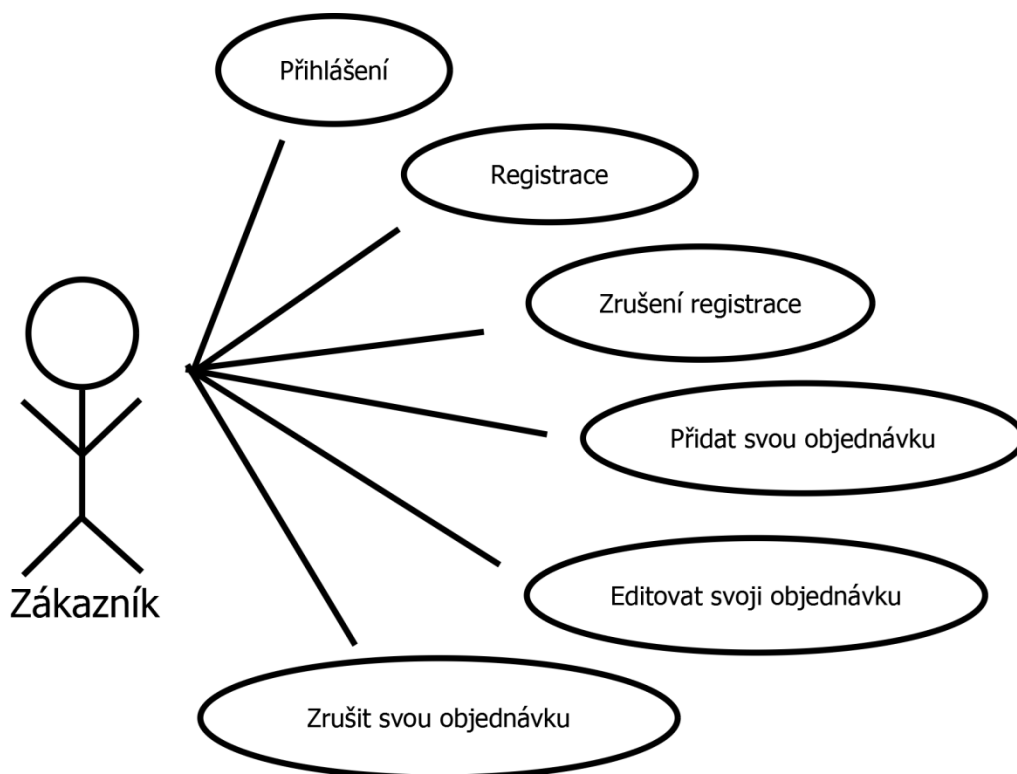 Přihlášení
Registrace
Zrušení registrace
Přidat svou objednávku
Editovat svoji objednávku
Zákazník
Zrušit svou objednávku